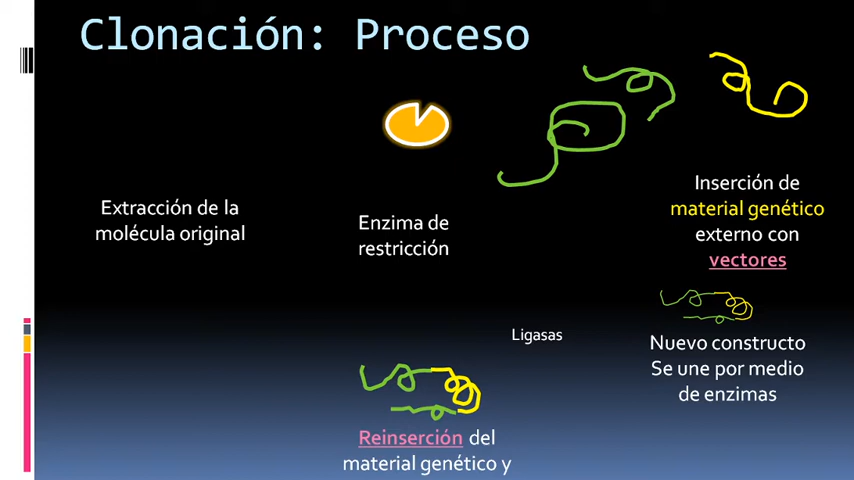 Clonación: Proceso
Extracción de la
molécula original
Enzima de
restricción
Inserción de
material genético
externo con
vectores
Ligasas
Nuevo constructo
Se une por medio
de enzimas
Reinserción del
material genético y